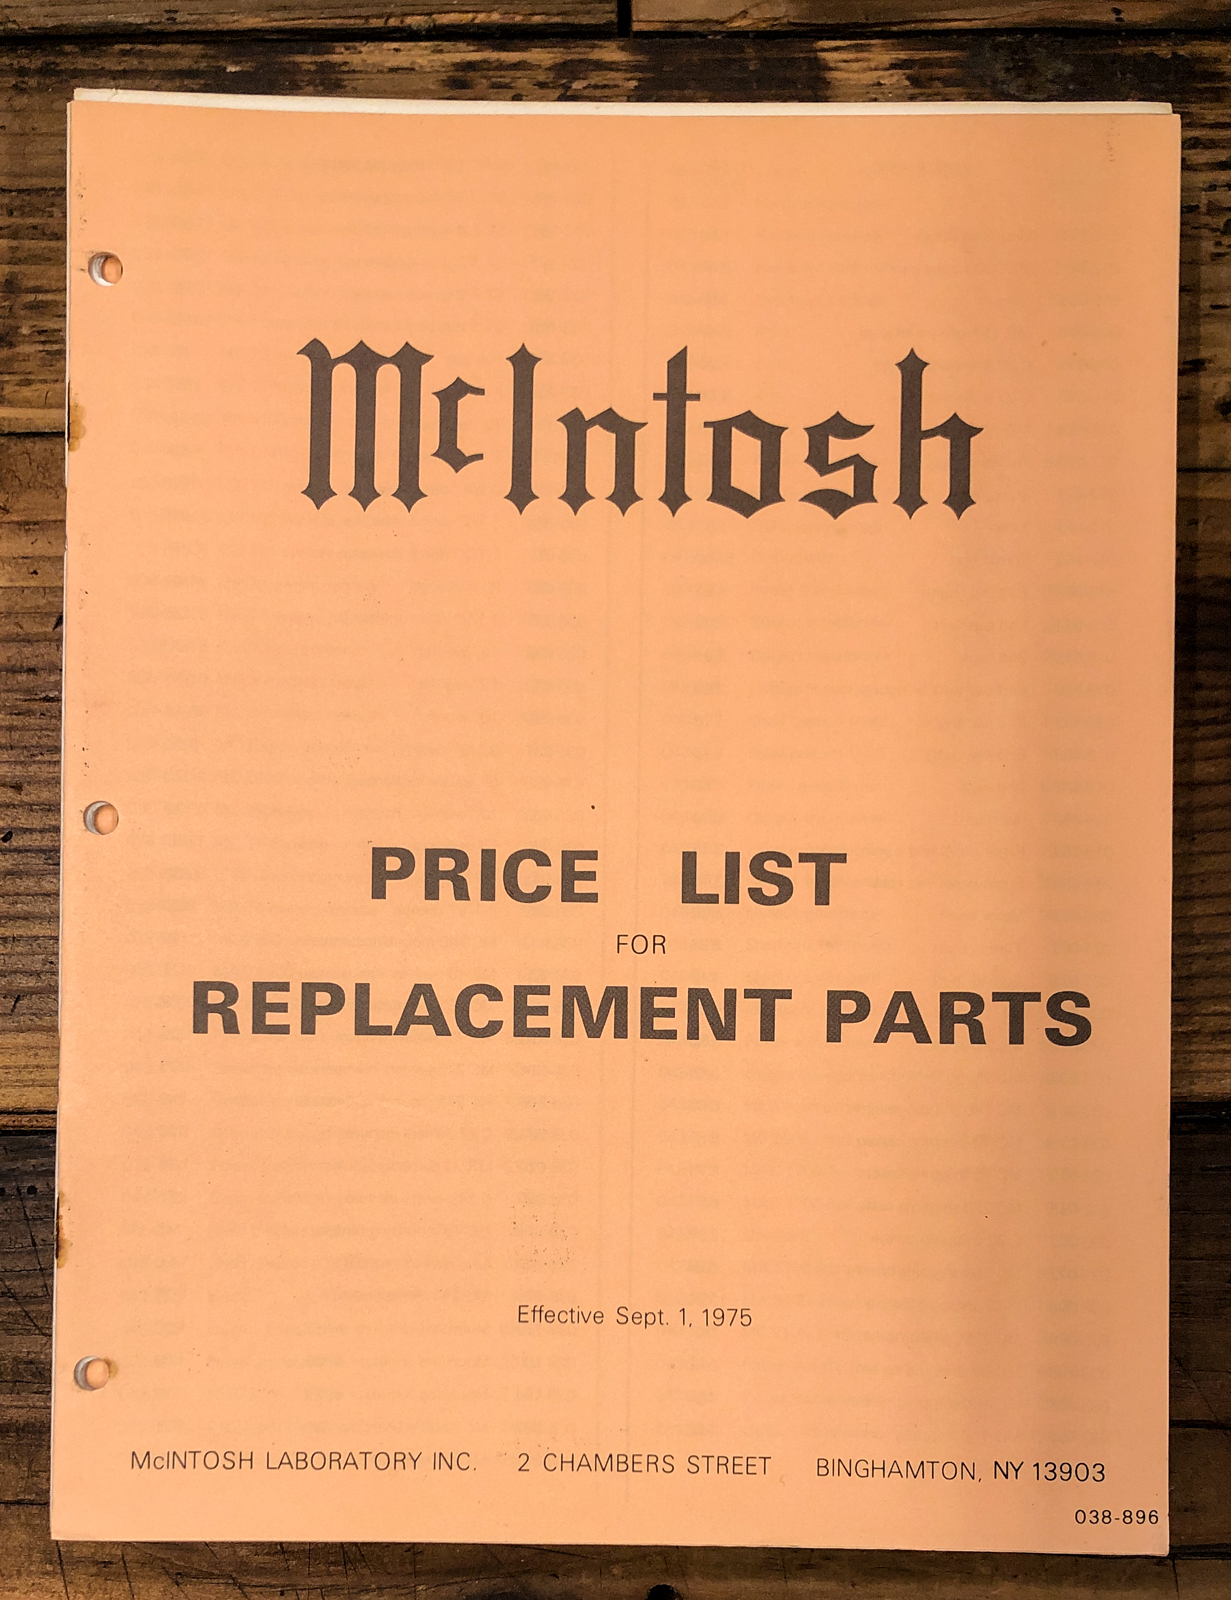 McIntosh
PRICE LIST
FOR
REPLACEMENT PARTS
Effective Sept. 1, 1975
McINTOSH LABORATORY INC. 2 CHAMBERS STREET BINGHAMTON, NY 13903
038-896